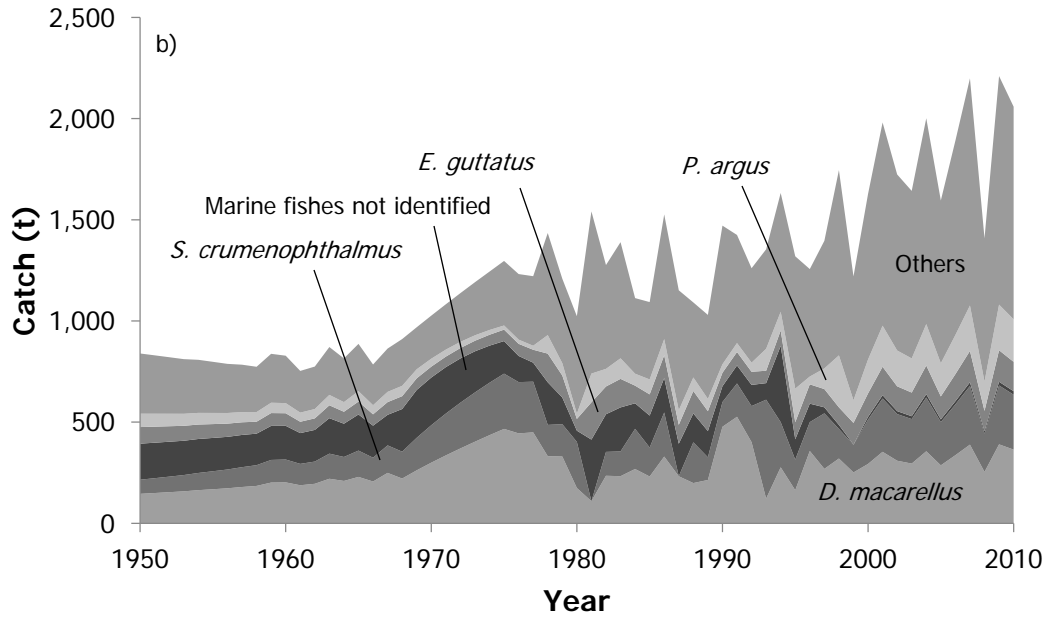 2,500
b)
2,000
E. guttatus
P. argus
1,500
Marine fishes not identified
S. crumenophthalmus
Others
Catch (t)
1,000
500
D. macarellus
0
1950 1960 1970 1980 1990 2000 2010
Year